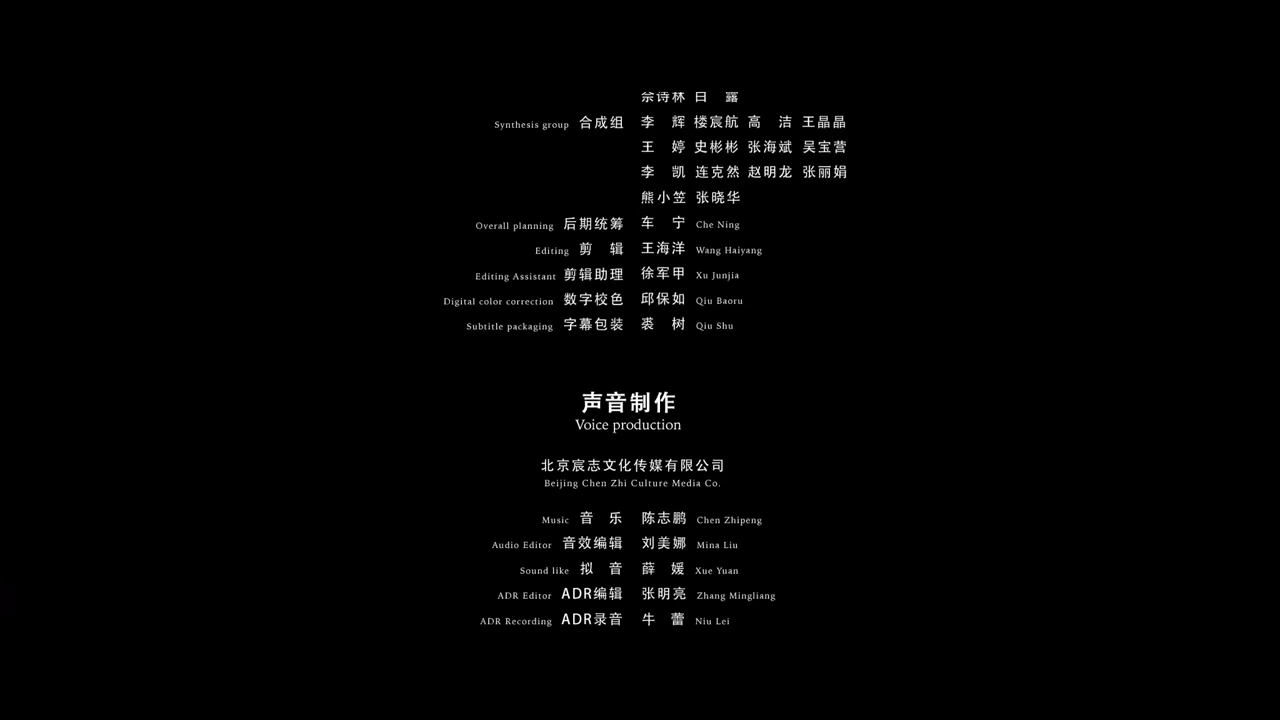 Synthesis group 合成组 李 辉 楼宸航 高 洁 王晶晶
王 婷 史彬彬 张海斌 吴宝营
李 凯 连克然 赵明龙 张丽娟
熊小笠 张晓华
Overall planning 后期统筹 车 宁 Che Ning
Editing 剪 辑 王海洋 Wang Haiyang
Editing Assistant 剪辑助理 徐军甲 Xu Junjia
Digital color correction 数字校色 邱保如 Qiu Baoru
Subtitle packaging 字幕包装 裘 树 Qiu Shu
声音制作
Voice production
北京宸志文化传媒有限公司
Beijing Chen Zhi Culture Media Co.
Music 音 乐 陈志鹏 Chen Zhipeng
Audio Editor 音效编辑 刘美娜 Mina Liu
Sound like 拟 音 薛 媛 Xue Yuan
ADR Editor ADR编辑 张明亮 Zhang Mingliang
ADR Recording ADR录音 牛 蕾 Niu Lei